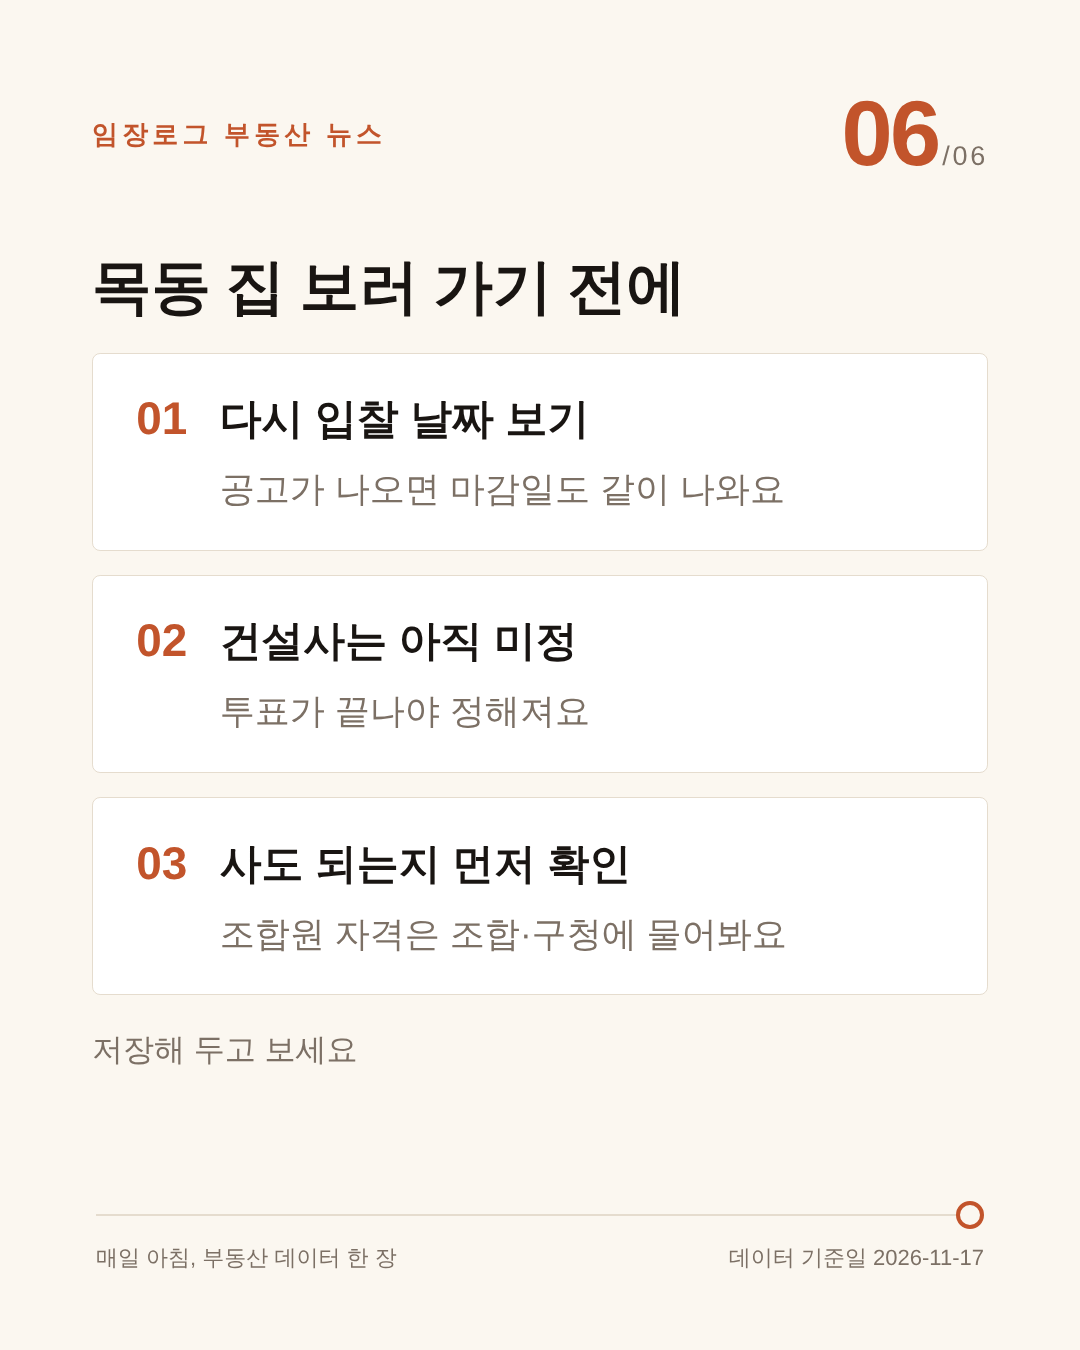 임장로그 부동산 뉴스
06/06
목동 집 보러 가기 전에
01 다시 입찰 날짜 보기
공고가 나오면 마감일도 같이 나와요
02 건설사는 아직 미정
투표가 끝나야 정해져요
03 사도 되는지 먼저 확인
조합원 자격은 조합·구청에 물어봐요
저장해 두고 보세요
매일 아침, 부동산 데이터 한 장
데이터 기준일 2026-11-17